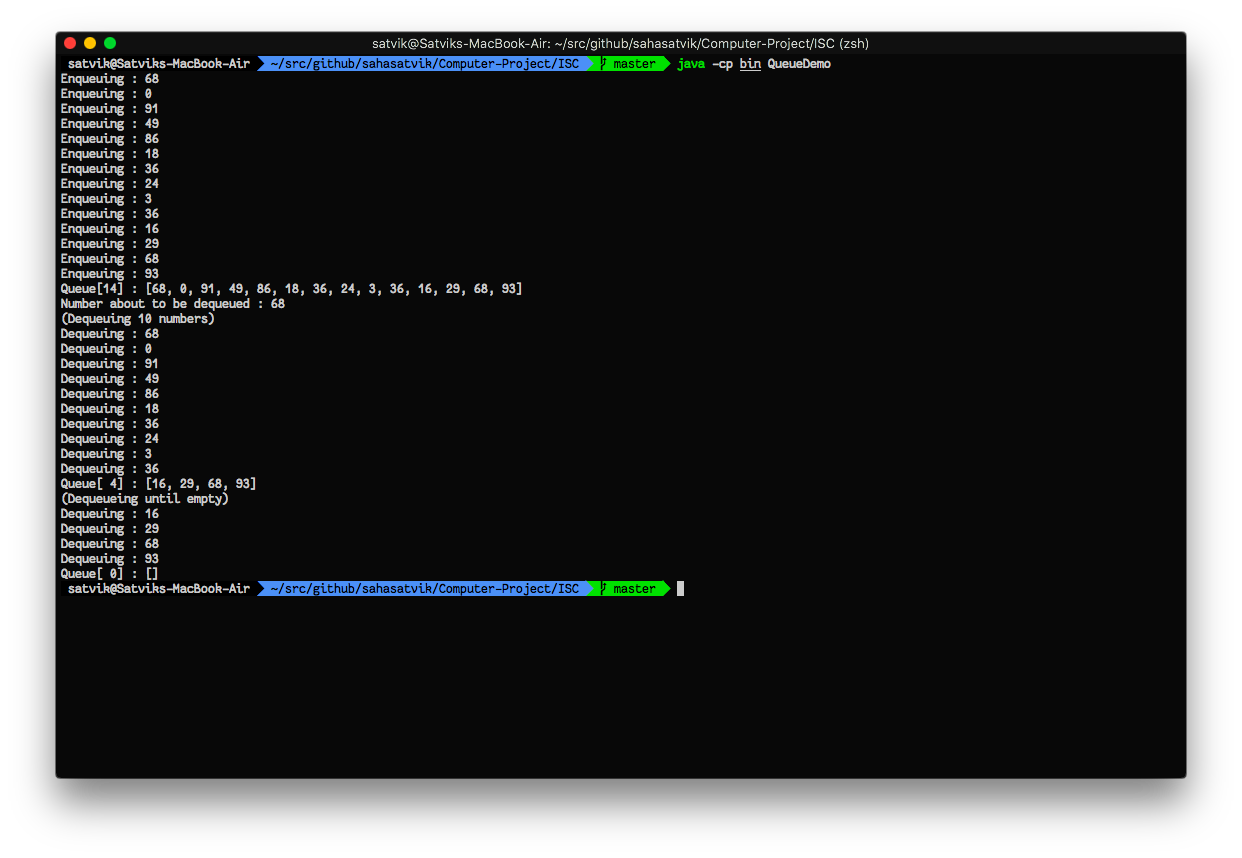 satvik@Satviks-MacBook-Air: ~/src/github/sahasatvik/Computer-Project/ISC (zsh)
satvik@Satviks-MacBook-Air ~/src/github/sahasatvik/Computer-Project/ISC master java -cp bin QueueDemo
Enqueuing : 68
Enqueuing : 0
Enqueuing : 91
Enqueuing : 49
Enqueuing : 86
Enqueuing : 18
Enqueuing : 36
Enqueuing : 24
Enqueuing : 3
Enqueuing : 36
Enqueuing : 16
Enqueuing : 29
Enqueuing : 68
Enqueuing : 93
Queue[14] : [68, 0, 91, 49, 86, 18, 36, 24, 3, 36, 16, 29, 68, 93]
Number about to be dequeued : 68
(Dequeuing 10 numbers)
Dequeuing : 68
Dequeuing : 0
Dequeuing : 91
Dequeuing : 49
Dequeuing : 86
Dequeuing : 18
Dequeuing : 36
Dequeuing : 24
Dequeuing : 3
Dequeuing : 36
Queue[ 4] : [16, 29, 68, 93]
(Dequeueing until empty)
Dequeuing : 16
Dequeuing : 29
Dequeuing : 68
Dequeuing : 93
Queue[ 0] : []
satvik@Satviks-MacBook-Air ~/src/github/sahasatvik/Computer-Project/ISC master